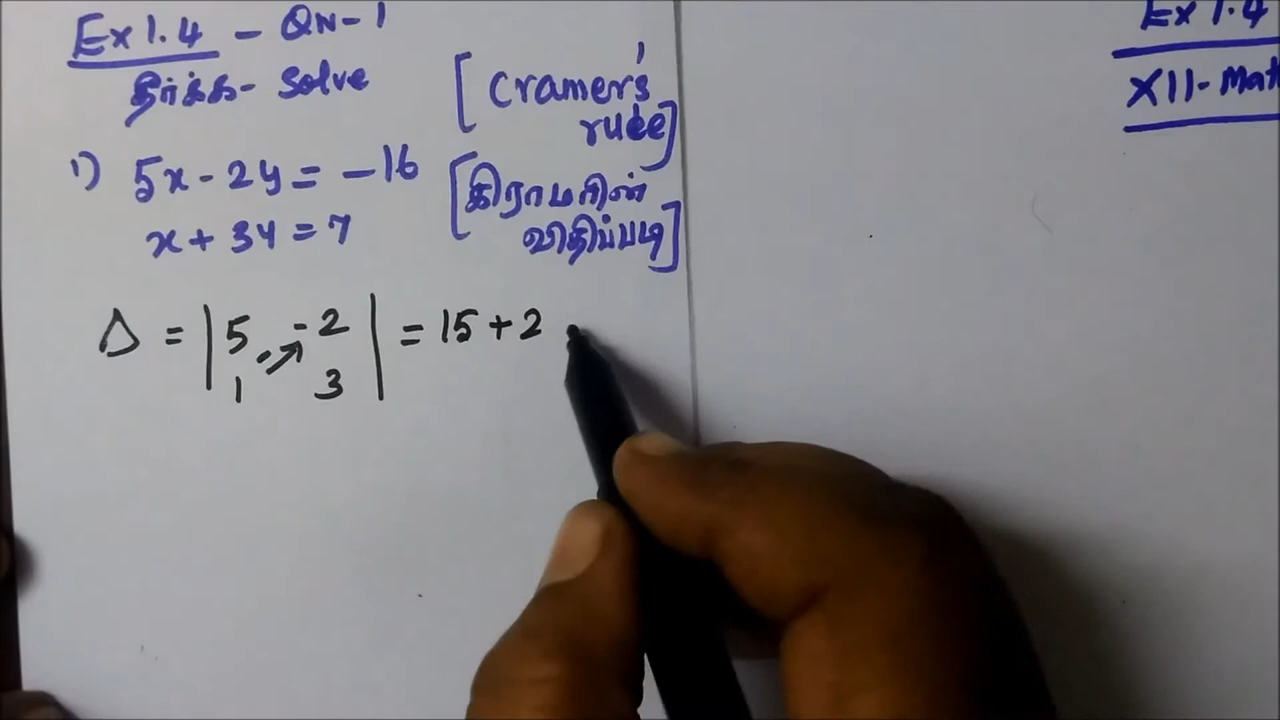 Ex 1.4 - QN-1
தீர்க்க- Solve
[Cramer's
rule]
1) 5x - 2y = -16
x + 3y = 7
[கிராமரின்
விதிப்படி]
Δ = | 5 -2 | = 15 + 2
1 3
Ex 1.4
XII-Mat